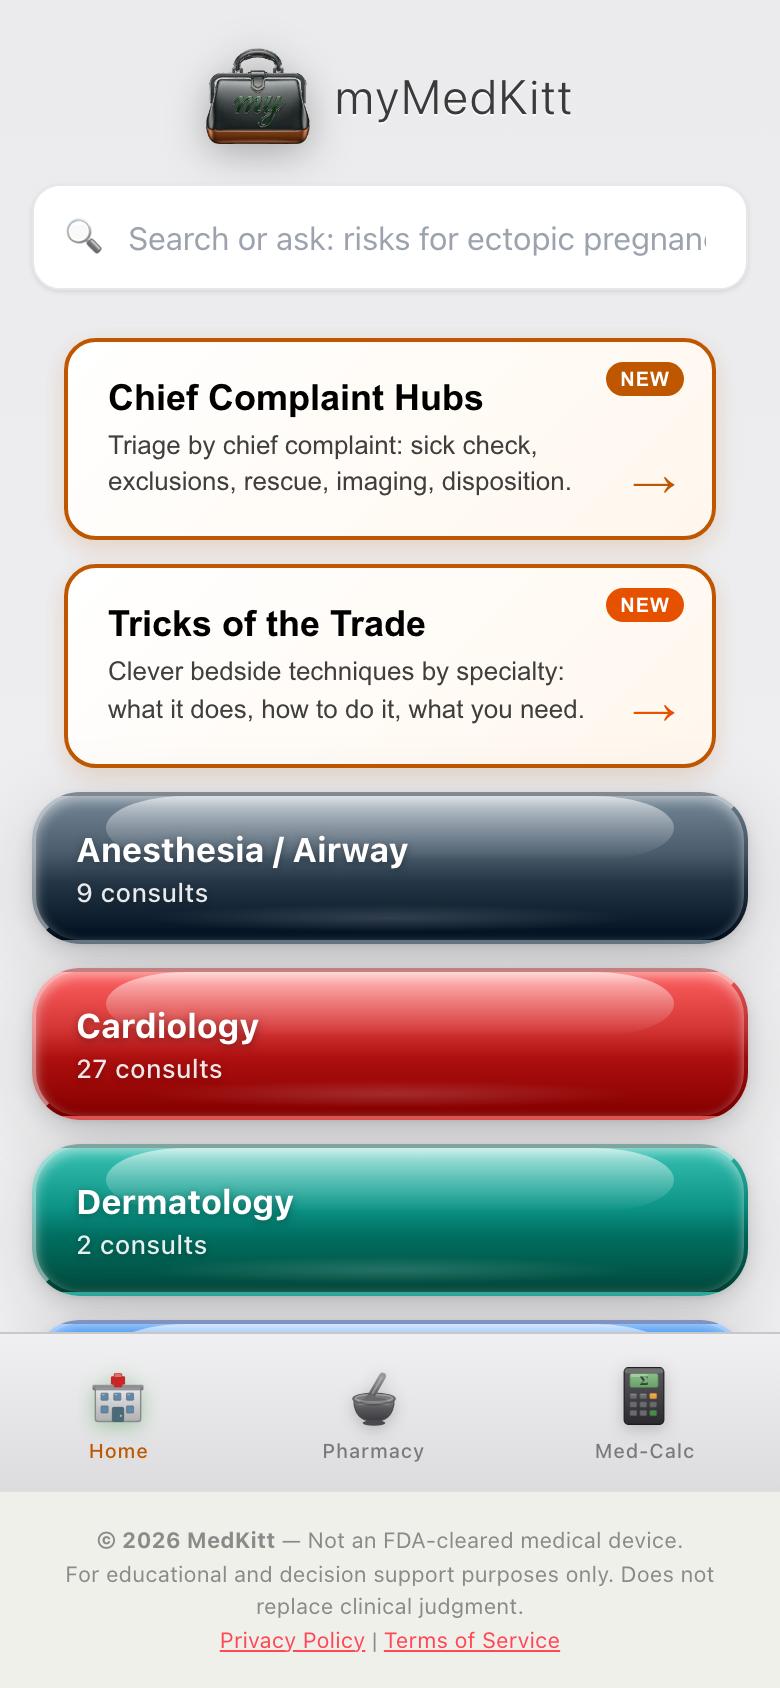 my
myMedKitt
Search or ask: risks for ectopic
Chief Complaint Hubs
NEW
Triage by chief complaint: sick check,
exclusions, rescue, imaging, disposition.
→
Tricks of the Trade
NEW
Clever bedside techniques by specialty:
what it does, how to do it, what you need.
→
Anesthesia / Airway
9 consults
Cardiology
27 consults
Dermatology
2 consults
Σ
Home
Pharmacy
Med-Calc
© 2026 MedKitt — Not an FDA-cleared medical device.
For educational and decision support purposes only. Does not
replace clinical judgment.
Privacy Policy | Terms of Service